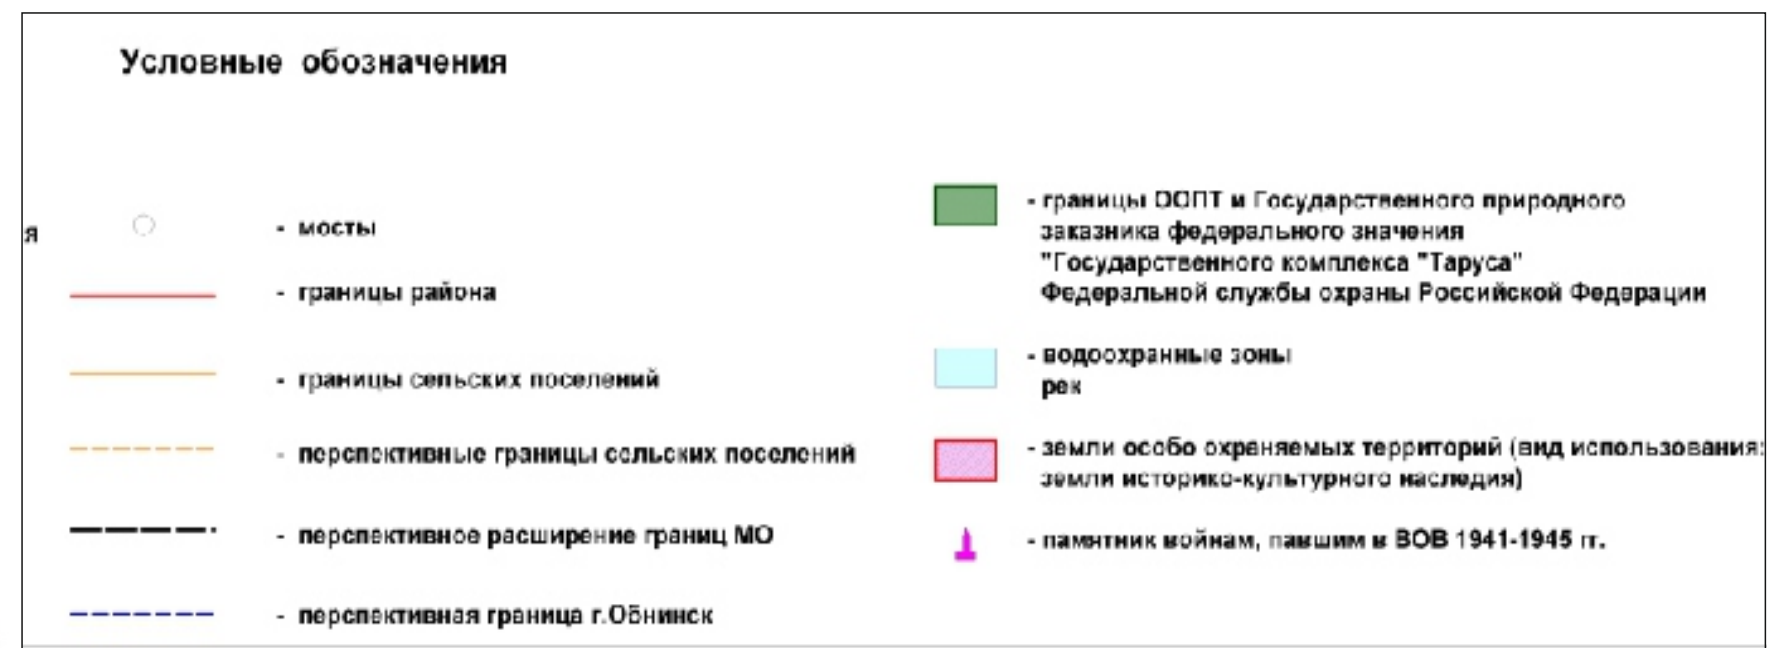 Условные обозначения
я
- мосты
- границы района
- границы сельских поселений
- перспективные границы сельских поселений
- перспективное расширение границ МО
- перспективная граница г.Обнинск
- границы ООПТ и Государственного природного
заказника федерального значения
"Государственного комплекса "Таруса"
Федеральной службы охраны Российской Федерации
- водоохранные зоны
рек
- земли особо охраняемых территорий (вид использования:
земли историко-культурного наследия)
- памятник войнам, павшим в ВОВ 1941-1945 гг.